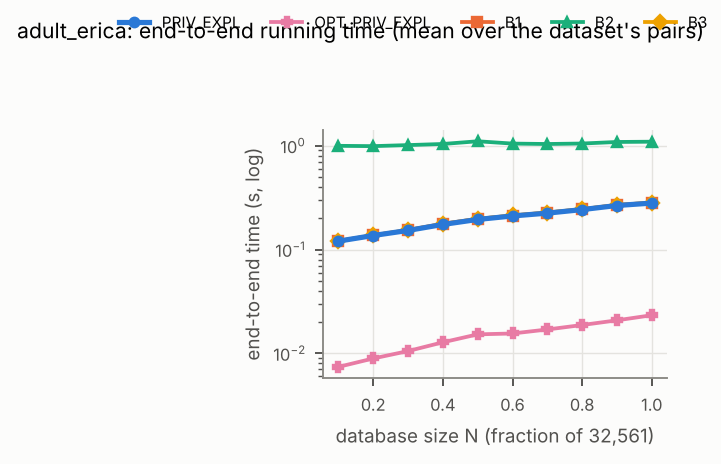 PRIV_EXPL OPT_PRIV_EXPL B1 B2 B3
adult_erica: end-to-end running time (mean over the dataset's pairs)
end-to-end time (s, log)
10⁰
10⁻¹
10⁻²
0.2 0.4 0.6 0.8 1.0
database size N (fraction of 32,561)